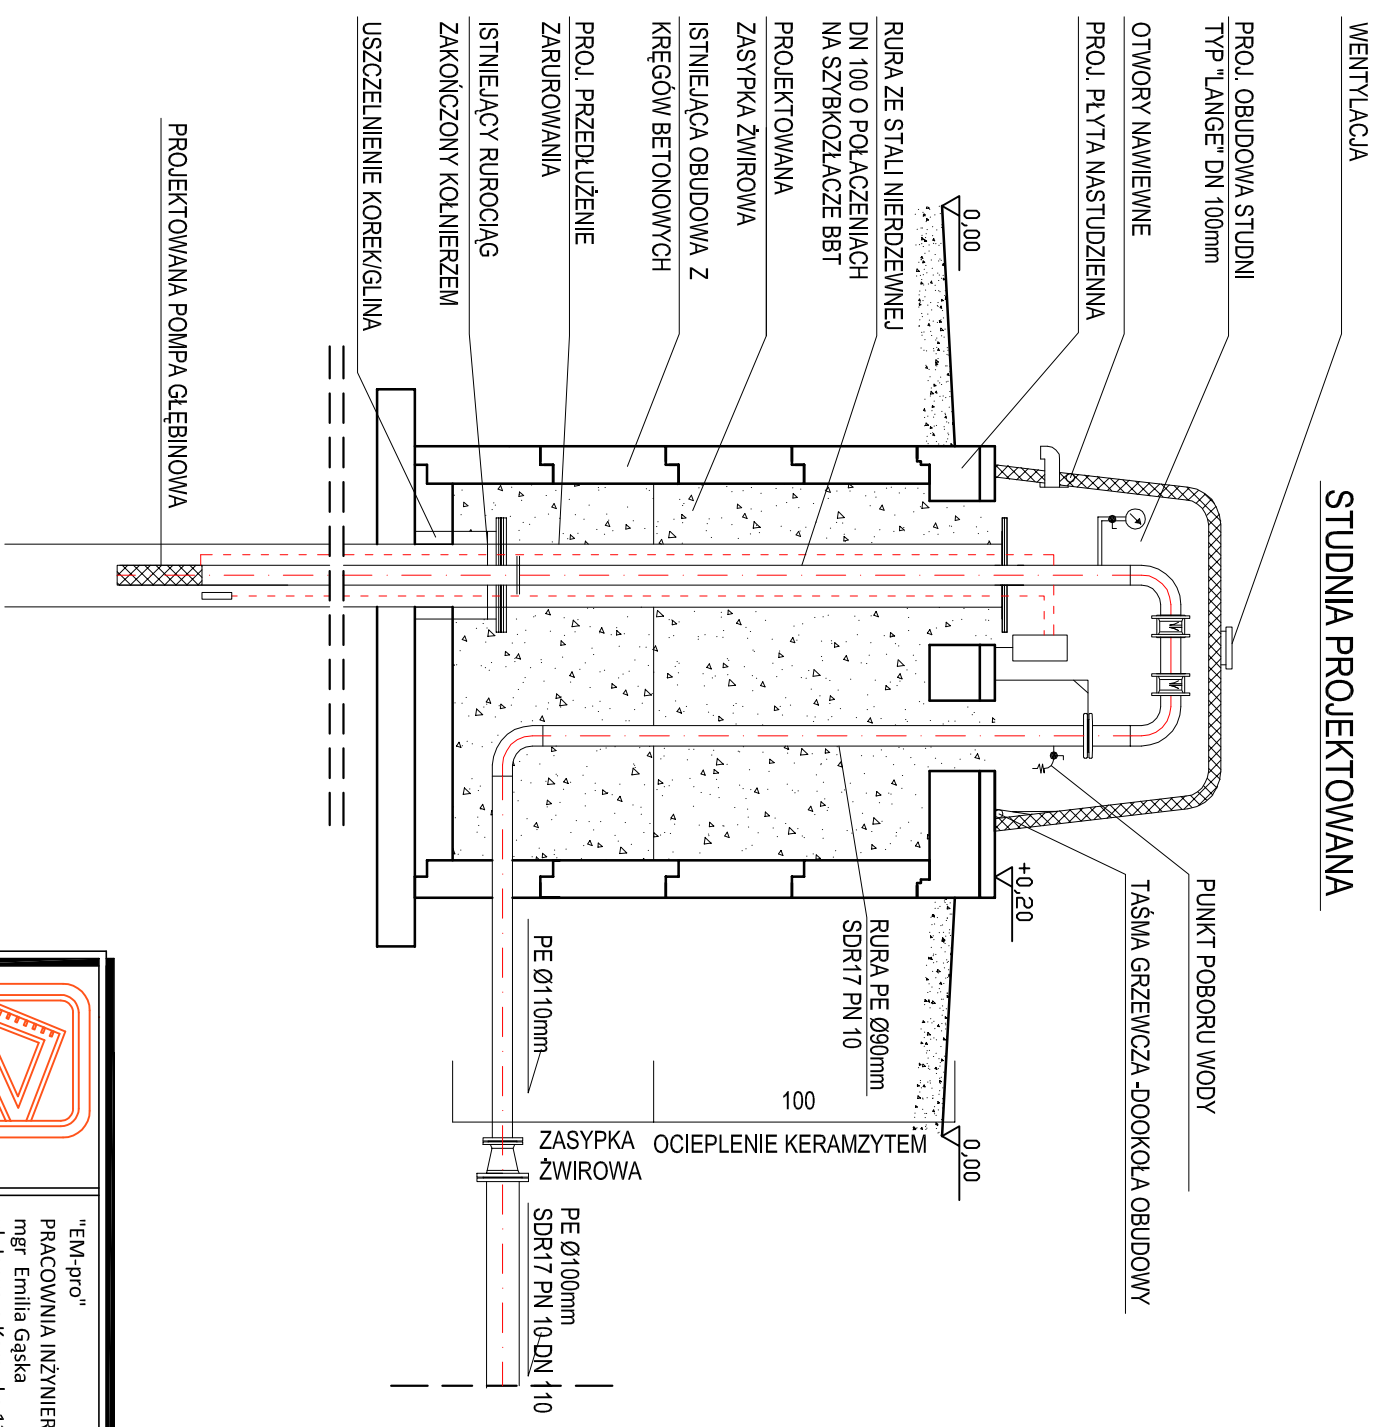 STUDNIA PROJEKTOWANA
WENTYLACJA
PROJ. OBUDOWA STUDNI
TYP "LANGE" DN 100mm
OTWORY NAWIEWNE
PROJ. PŁYTA NASTUDZIENNA
0,00
RURA ZE STALI NIERDZEWNEJ
DN 100 O POŁACZENIACH
NA SZYBKOZŁACZE BBT
PROJEKTOWANA
ZASYPKA ŻWIROWA
ISTNIEJĄCA OBUDOWA Z
KRĘGÓW BETONOWYCH
PROJ. PRZEDŁUŻENIE
ZARUROWANIA
ISTNIEJĄCY RUROCIĄG
ZAKOŃCZONY KOŁNIERZEM
USZCZELNIENIE KOREK/GLINA
PROJEKTOWANA POMPA GŁĘBINOWA
PUNKT POBORU WODY
TAŚMA GRZEWCZA -DOOKOŁA OBUDOWY
+0,20
RURA PE Ø90mm
SDR17 PN 10
0,00
100
OCIEPLENIE KERAMZYTEM
ZASYPKA
ŻWIROWA
PE Ø110mm
PE Ø100mm
SDR17 PN 10 DN 110
"EM-pro"
PRACOWNIA INŻYNIER
mgr Emilia Gąska